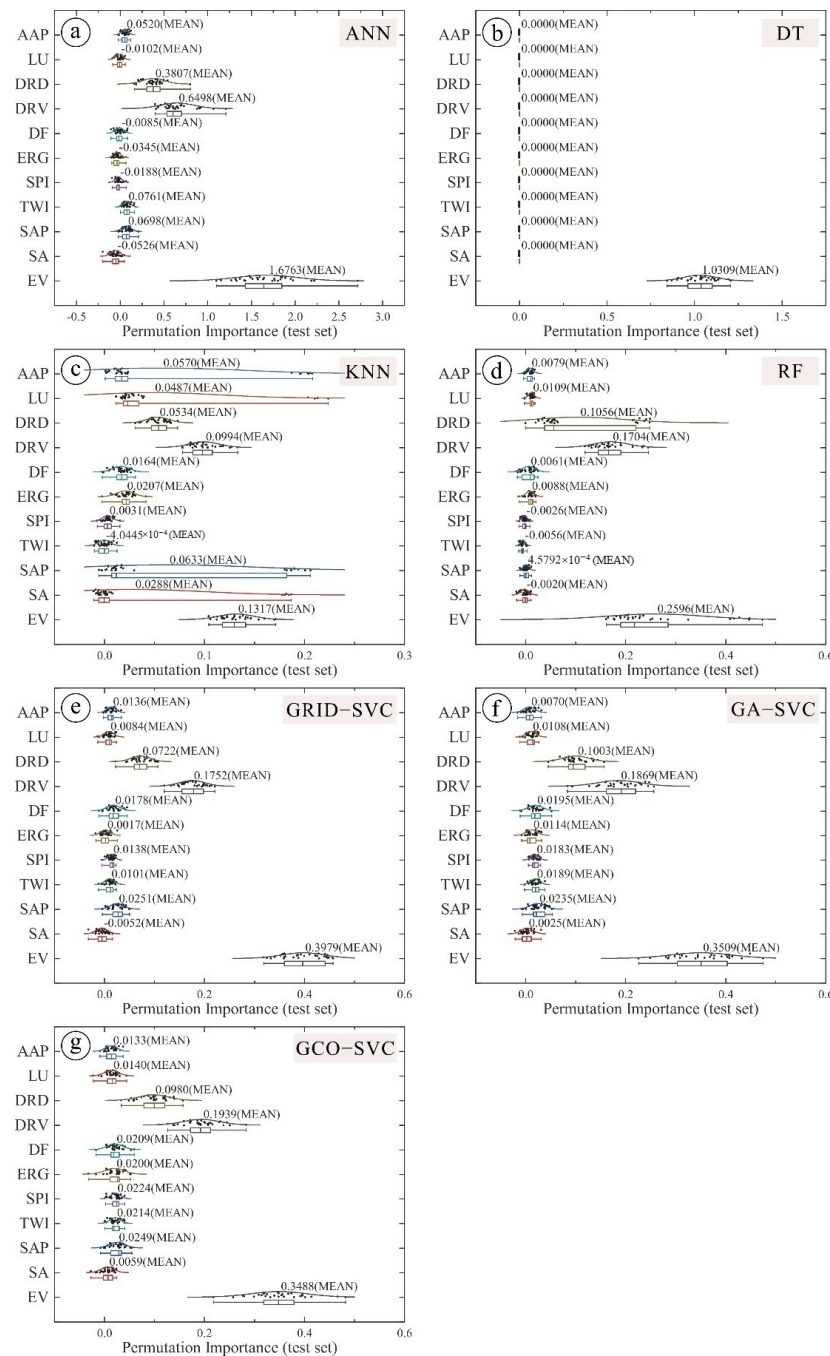 a ANN
AAP 0.0520(MEAN)
LU -0.0102(MEAN)
DRD 0.3807(MEAN)
DRV 0.6498(MEAN)
DF -0.0085(MEAN)
ERG -0.0345(MEAN)
SPI -0.0188(MEAN)
TWI 0.0761(MEAN)
SAP 0.0698(MEAN)
SA -0.0526(MEAN)
EV 1.6763(MEAN)
-0.5 0.0 0.5 1.0 1.5 2.0 2.5 3.0
Permutation Importance (test set)
b DT
AAP 0.0000(MEAN)
LU 0.0000(MEAN)
DRD 0.0000(MEAN)
DRV 0.0000(MEAN)
DF 0.0000(MEAN)
ERG 0.0000(MEAN)
SPI 0.0000(MEAN)
TWI 0.0000(MEAN)
SAP 0.0000(MEAN)
SA 0.0000(MEAN)
EV 1.0309(MEAN)
0.0 0.5 1.0 1.5
Permutation Importance (test set)
c KNN
AAP 0.0570(MEAN)
LU 0.0487(MEAN)
DRD 0.0534(MEAN)
DRV 0.0994(MEAN)
DF 0.0164(MEAN)
ERG 0.0207(MEAN)
SPI 0.0031(MEAN)
TWI -4.0445×10⁻⁴(MEAN)
SAP 0.0633(MEAN)
SA 0.0288(MEAN)
EV 0.1317(MEAN)
0.0 0.1 0.2 0.3
Permutation Importance (test set)
d RF
AAP 0.0079(MEAN)
LU 0.0109(MEAN)
DRD 0.1056(MEAN)
DRV 0.1704(MEAN)
DF 0.0061(MEAN)
ERG 0.0088(MEAN)
SPI -0.0026(MEAN)
TWI -0.0056(MEAN)
SAP 4.5792×10⁻⁴(MEAN)
SA -0.0020(MEAN)
EV 0.2596(MEAN)
0.0 0.2 0.4 0.6
Permutation Importance (test set)
e GRID-SVC
AAP 0.0136(MEAN)
LU 0.0084(MEAN)
DRD 0.0722(MEAN)
DRV 0.1752(MEAN)
DF 0.0178(MEAN)
ERG 0.0017(MEAN)
SPI 0.0138(MEAN)
TWI 0.0101(MEAN)
SAP 0.0251(MEAN)
SA -0.0052(MEAN)
EV 0.3979(MEAN)
0.0 0.2 0.4 0.6
Permutation Importance (test set)
f GA-SVC
AAP 0.0070(MEAN)
LU 0.0108(MEAN)
DRD 0.1003(MEAN)
DRV 0.1869(MEAN)
DF 0.0195(MEAN)
ERG 0.0114(MEAN)
SPI 0.0183(MEAN)
TWI 0.0189(MEAN)
SAP 0.0235(MEAN)
SA 0.0025(MEAN)
EV 0.3509(MEAN)
0.0 0.2 0.4 0.6
Permutation Importance (test set)
g GCO-SVC
AAP 0.0133(MEAN)
LU 0.0140(MEAN)
DRD 0.0980(MEAN)
DRV 0.1939(MEAN)
DF 0.0209(MEAN)
ERG 0.0200(MEAN)
SPI 0.0224(MEAN)
TWI 0.0214(MEAN)
SAP 0.0249(MEAN)
SA 0.0059(MEAN)
EV 0.3488(MEAN)
0.0 0.2 0.4 0.6
Permutation Importance (test set)